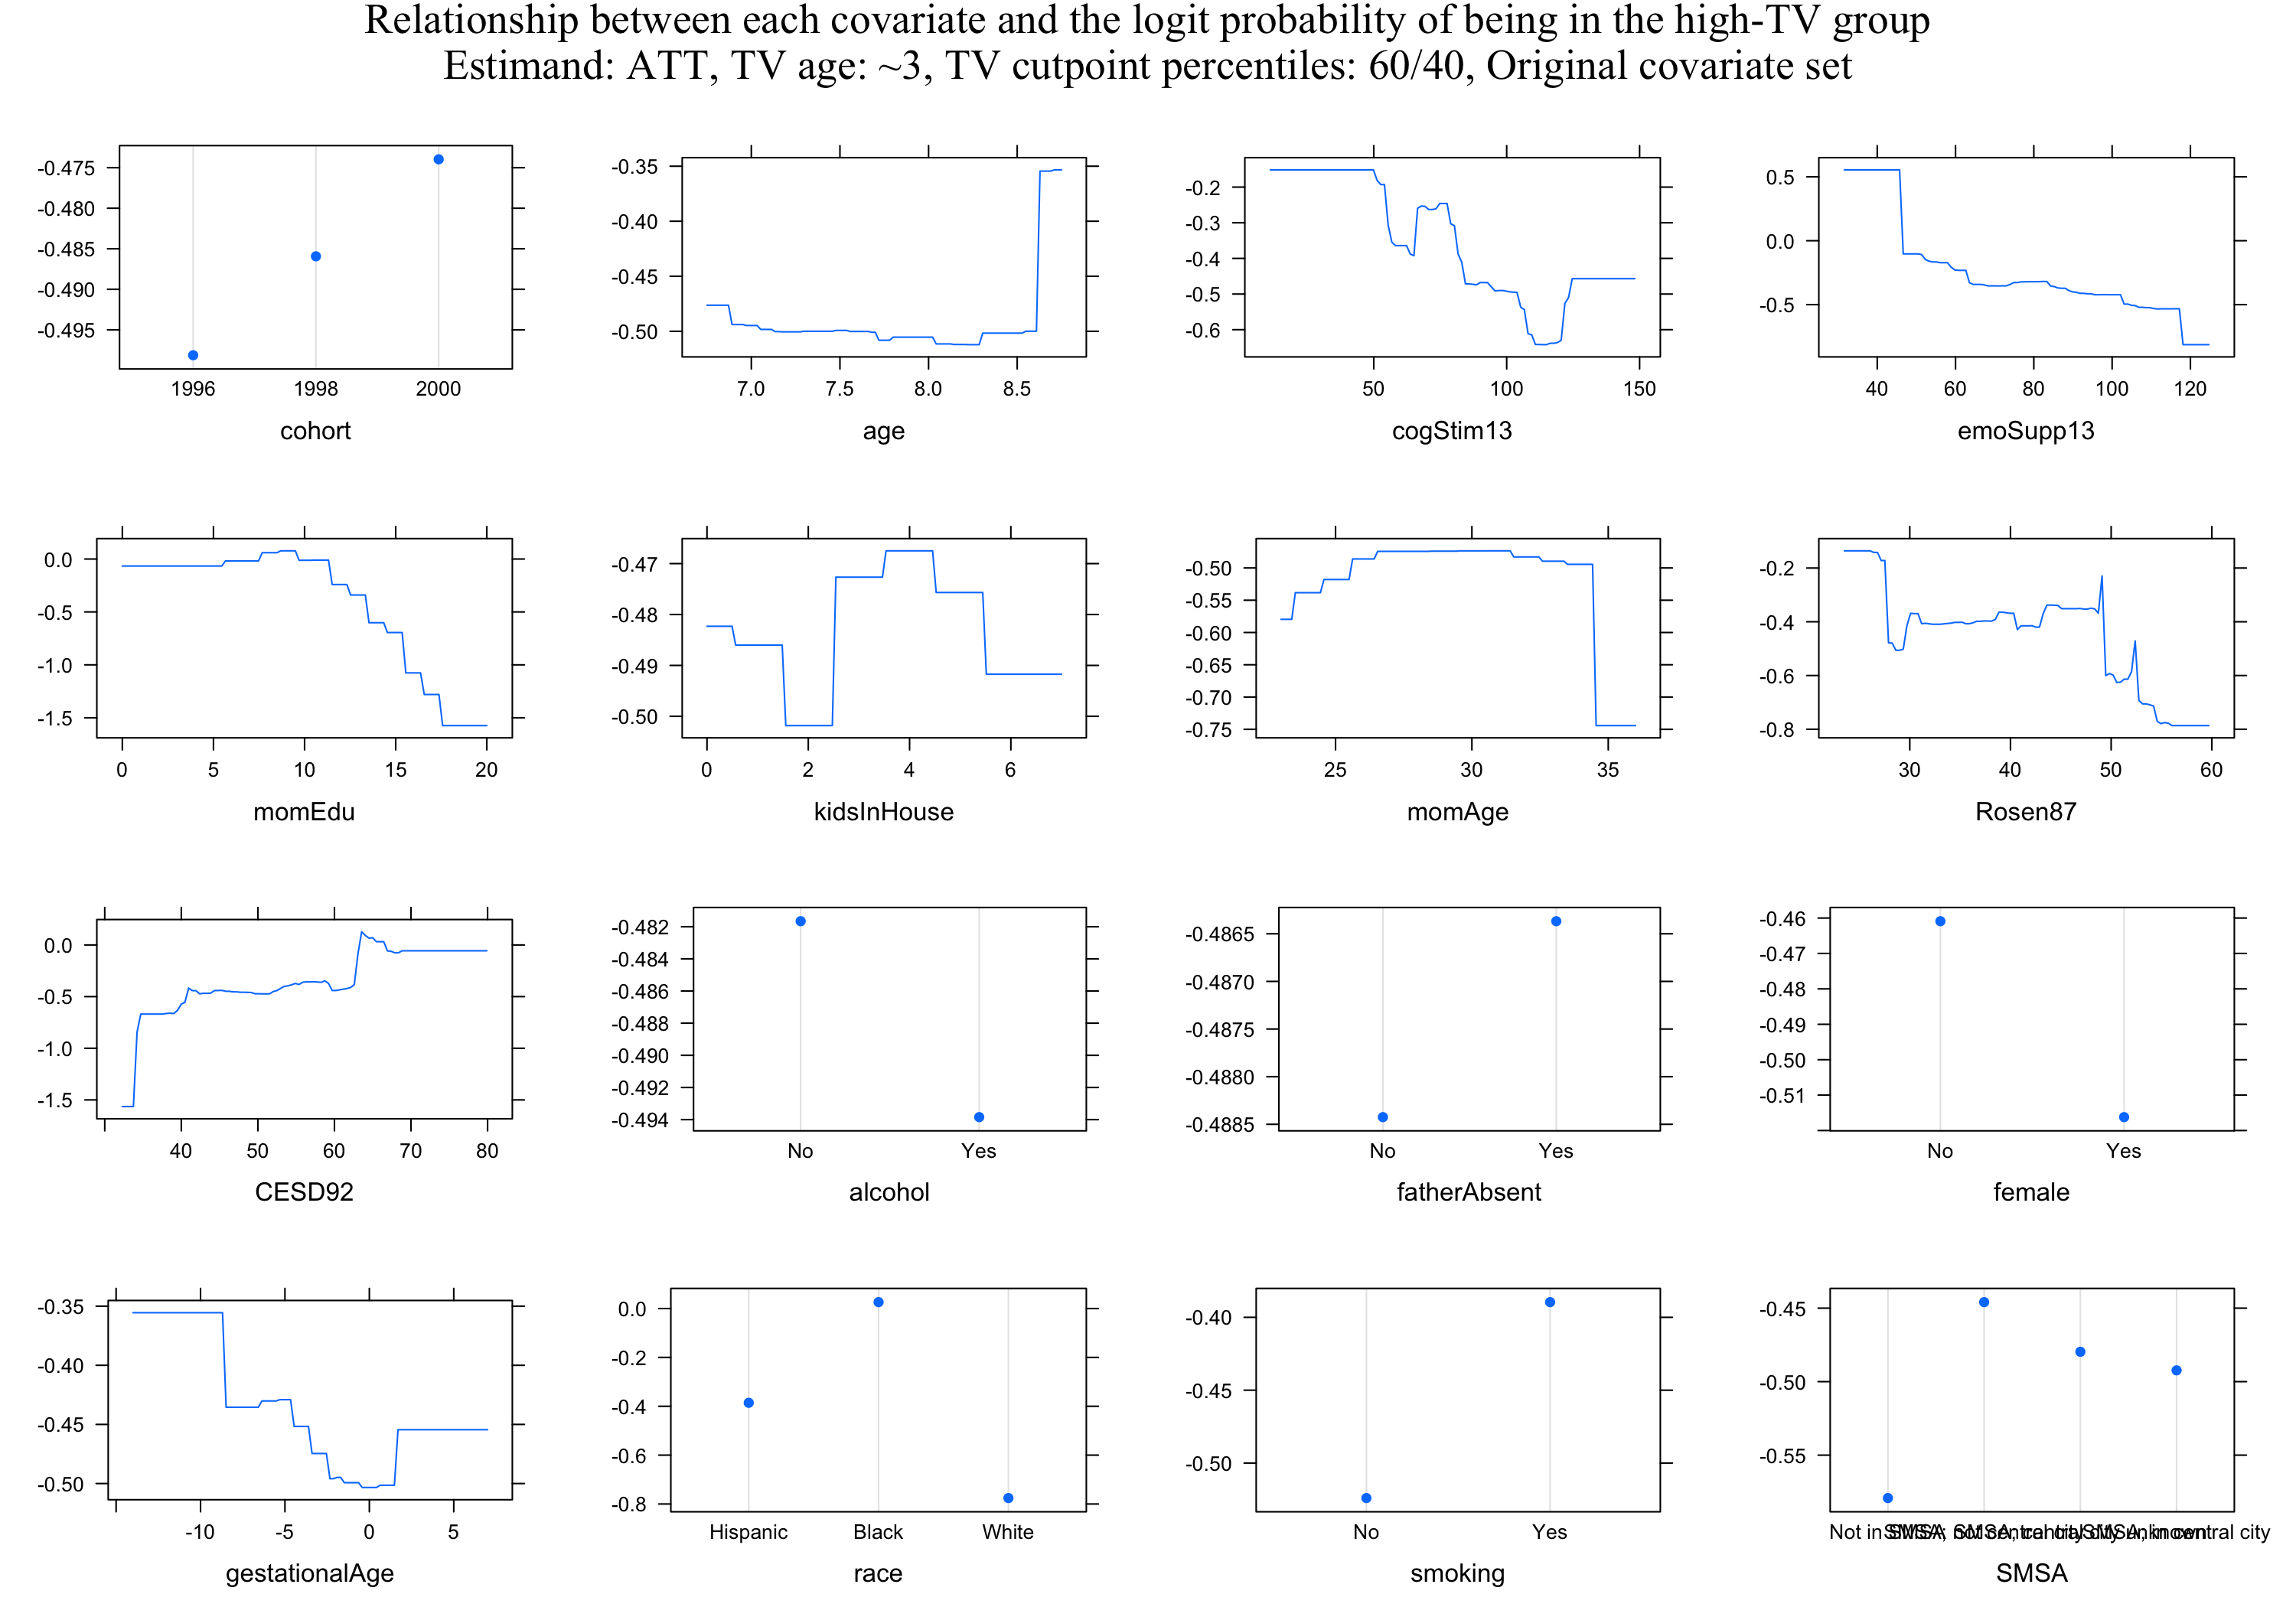 Relationship between each covariate and the logit probability of being in the high-TV group
Estimand: ATT, TV age: ~3, TV cutpoint percentiles: 60/40, Original covariate set
-0.475
-0.480
-0.485
-0.490
-0.495
1996 1998 2000
cohort
-0.35
-0.40
-0.45
-0.50
7.0 7.5 8.0 8.5
age
-0.2
-0.3
-0.4
-0.5
-0.6
50 100 150
cogStim13
0.5
0.0
-0.5
40 60 80 100 120
emoSupp13
0.0
-0.5
-1.0
-1.5
0 5 10 15 20
momEdu
-0.47
-0.48
-0.49
-0.50
0 2 4 6
kidsInHouse
-0.50
-0.55
-0.60
-0.65
-0.70
-0.75
25 30 35
momAge
-0.2
-0.4
-0.6
-0.8
30 40 50 60
Rosen87
0.0
-0.5
-1.0
-1.5
40 50 60 70 80
CESD92
-0.482
-0.484
-0.486
-0.488
-0.490
-0.492
-0.494
No Yes
alcohol
-0.4865
-0.4870
-0.4875
-0.4880
-0.4885
No Yes
fatherAbsent
-0.46
-0.47
-0.48
-0.49
-0.50
-0.51
No Yes
female
-0.35
-0.40
-0.45
-0.50
-10 -5 0 5
gestationalAge
0.0
-0.2
-0.4
-0.6
-0.8
Hispanic Black White
race
-0.40
-0.45
-0.50
No Yes
smoking
-0.45
-0.50
-0.55
Not in central city
SMSA